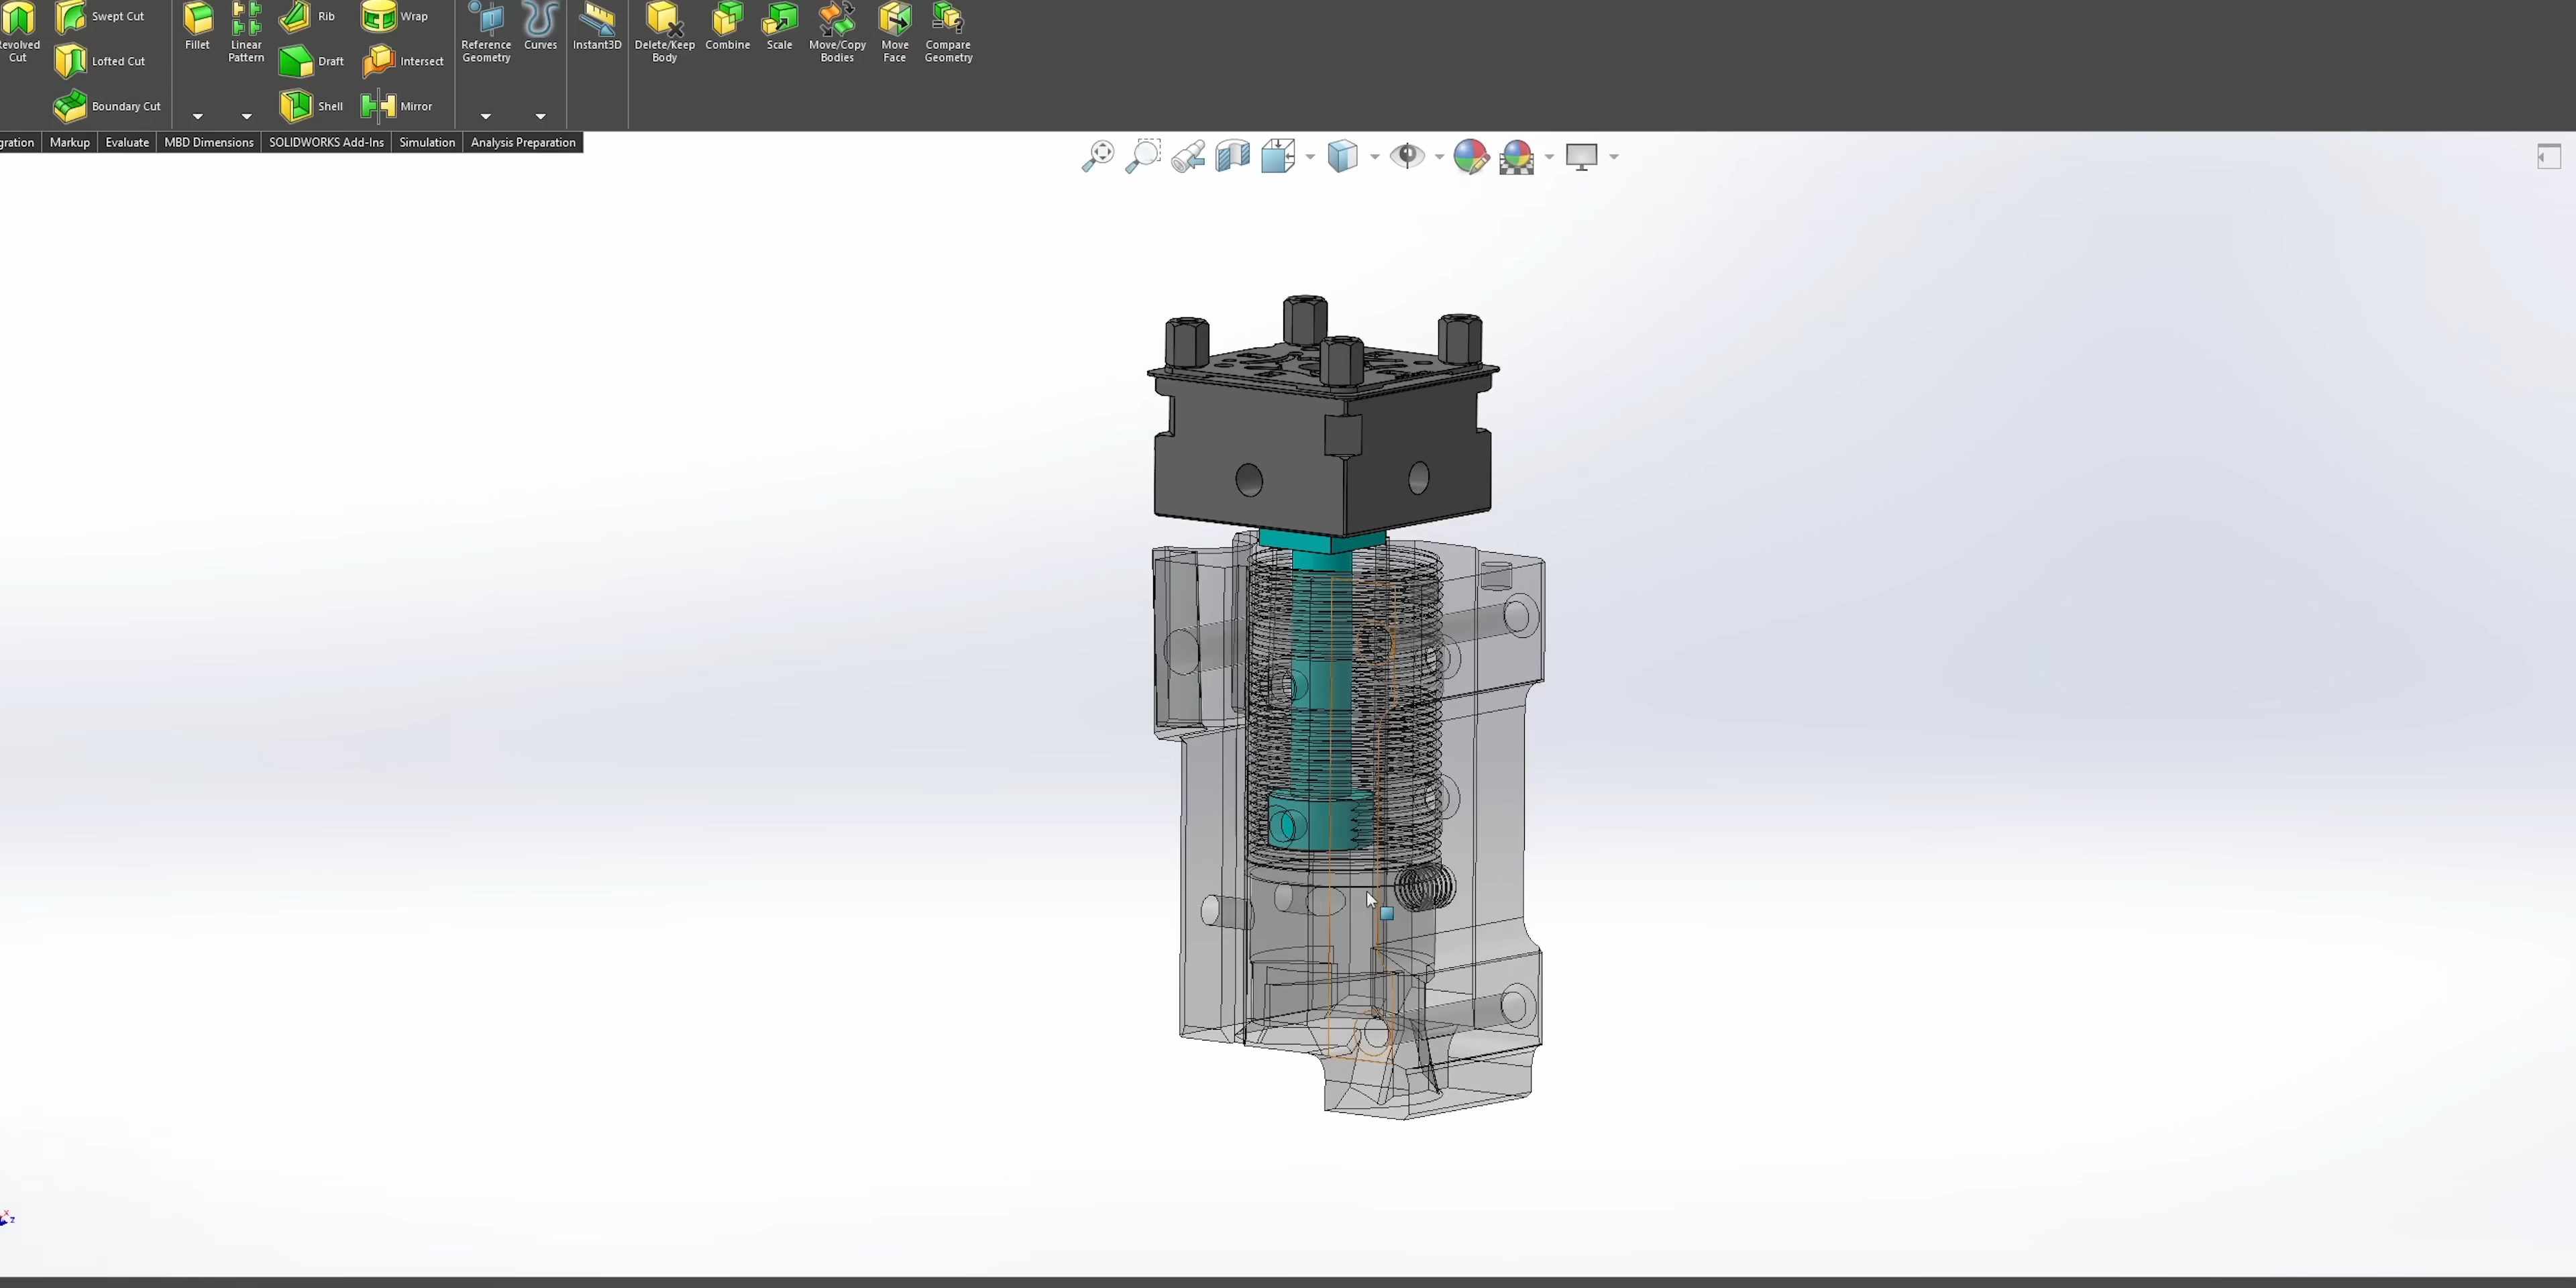 Swept Cut
Rib
Wrap
Revolved
Cut
Lofted Cut
Fillet
Linear
Pattern
Draft
Intersect
Reference
Geometry
Curves
Instant3D
Delete/Keep
Body
Combine
Scale
Move/Copy
Bodies
Move
Face
Compare
Geometry
Boundary Cut
Shell
Mirror
gration
Markup
Evaluate
MBD Dimensions
SOLIDWORKS Add-Ins
Simulation
Analysis Preparation
x
z